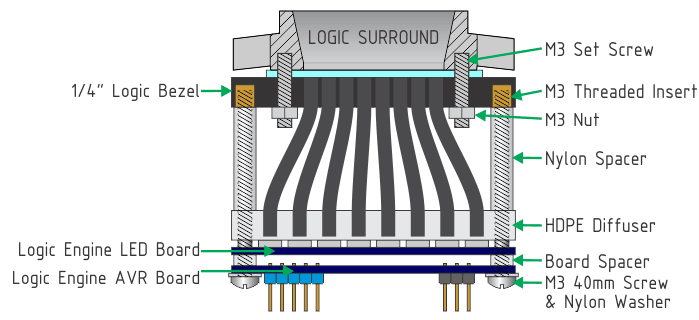 LOGIC SURROUND
M3 Set Screw
1/4" Logic Bezel
M3 Threaded Insert
M3 Nut
Nylon Spacer
HDPE Diffuser
Logic Engine LED Board
Board Spacer
Logic Engine AVR Board
M3 40mm Screw
& Nylon Washer